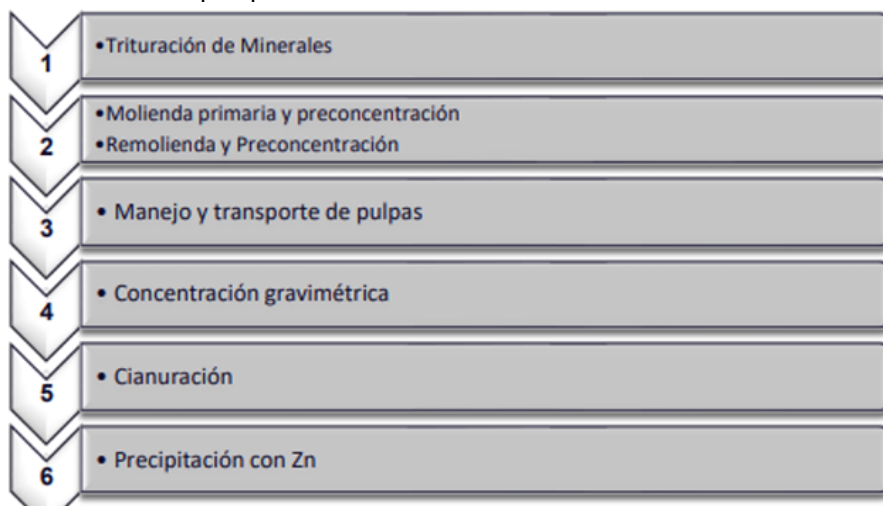 1
•Trituración de Minerales
2
•Molienda primaria y preconcentración
•Remolienda y Preconcentración
3
• Manejo y transporte de pulpas
4
• Concentración gravimétrica
5
• Cianuración
6
• Precipitación con Zn